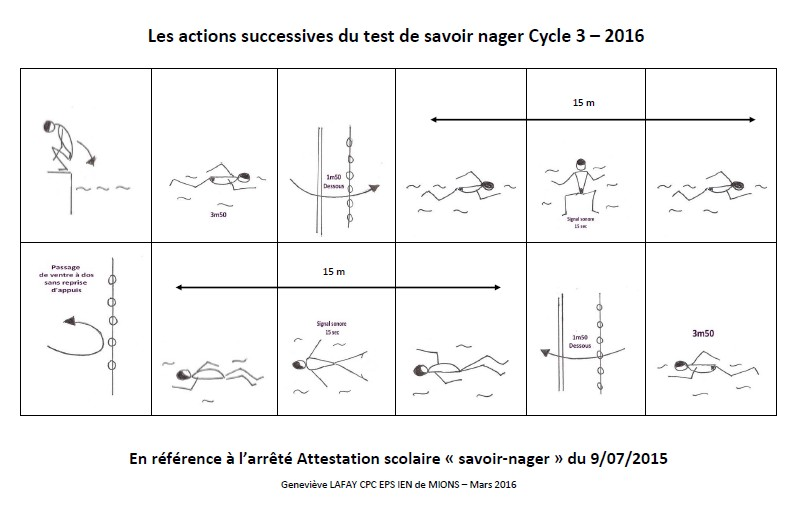 Les actions successives du test de savoir nager Cycle 3 – 2016
15 m
1m50
Dessous
3m50
Signal sonore
15 sec
Passage
de ventre à dos
sans reprise
d'appuis
15 m
Signal sonore
15 sec
1m50
Dessous
3m50
En référence à l'arrêté Attestation scolaire « savoir-nager » du 9/07/2015
Geneviève LAFAY CPC EPS IEN de MIONS – Mars 2016